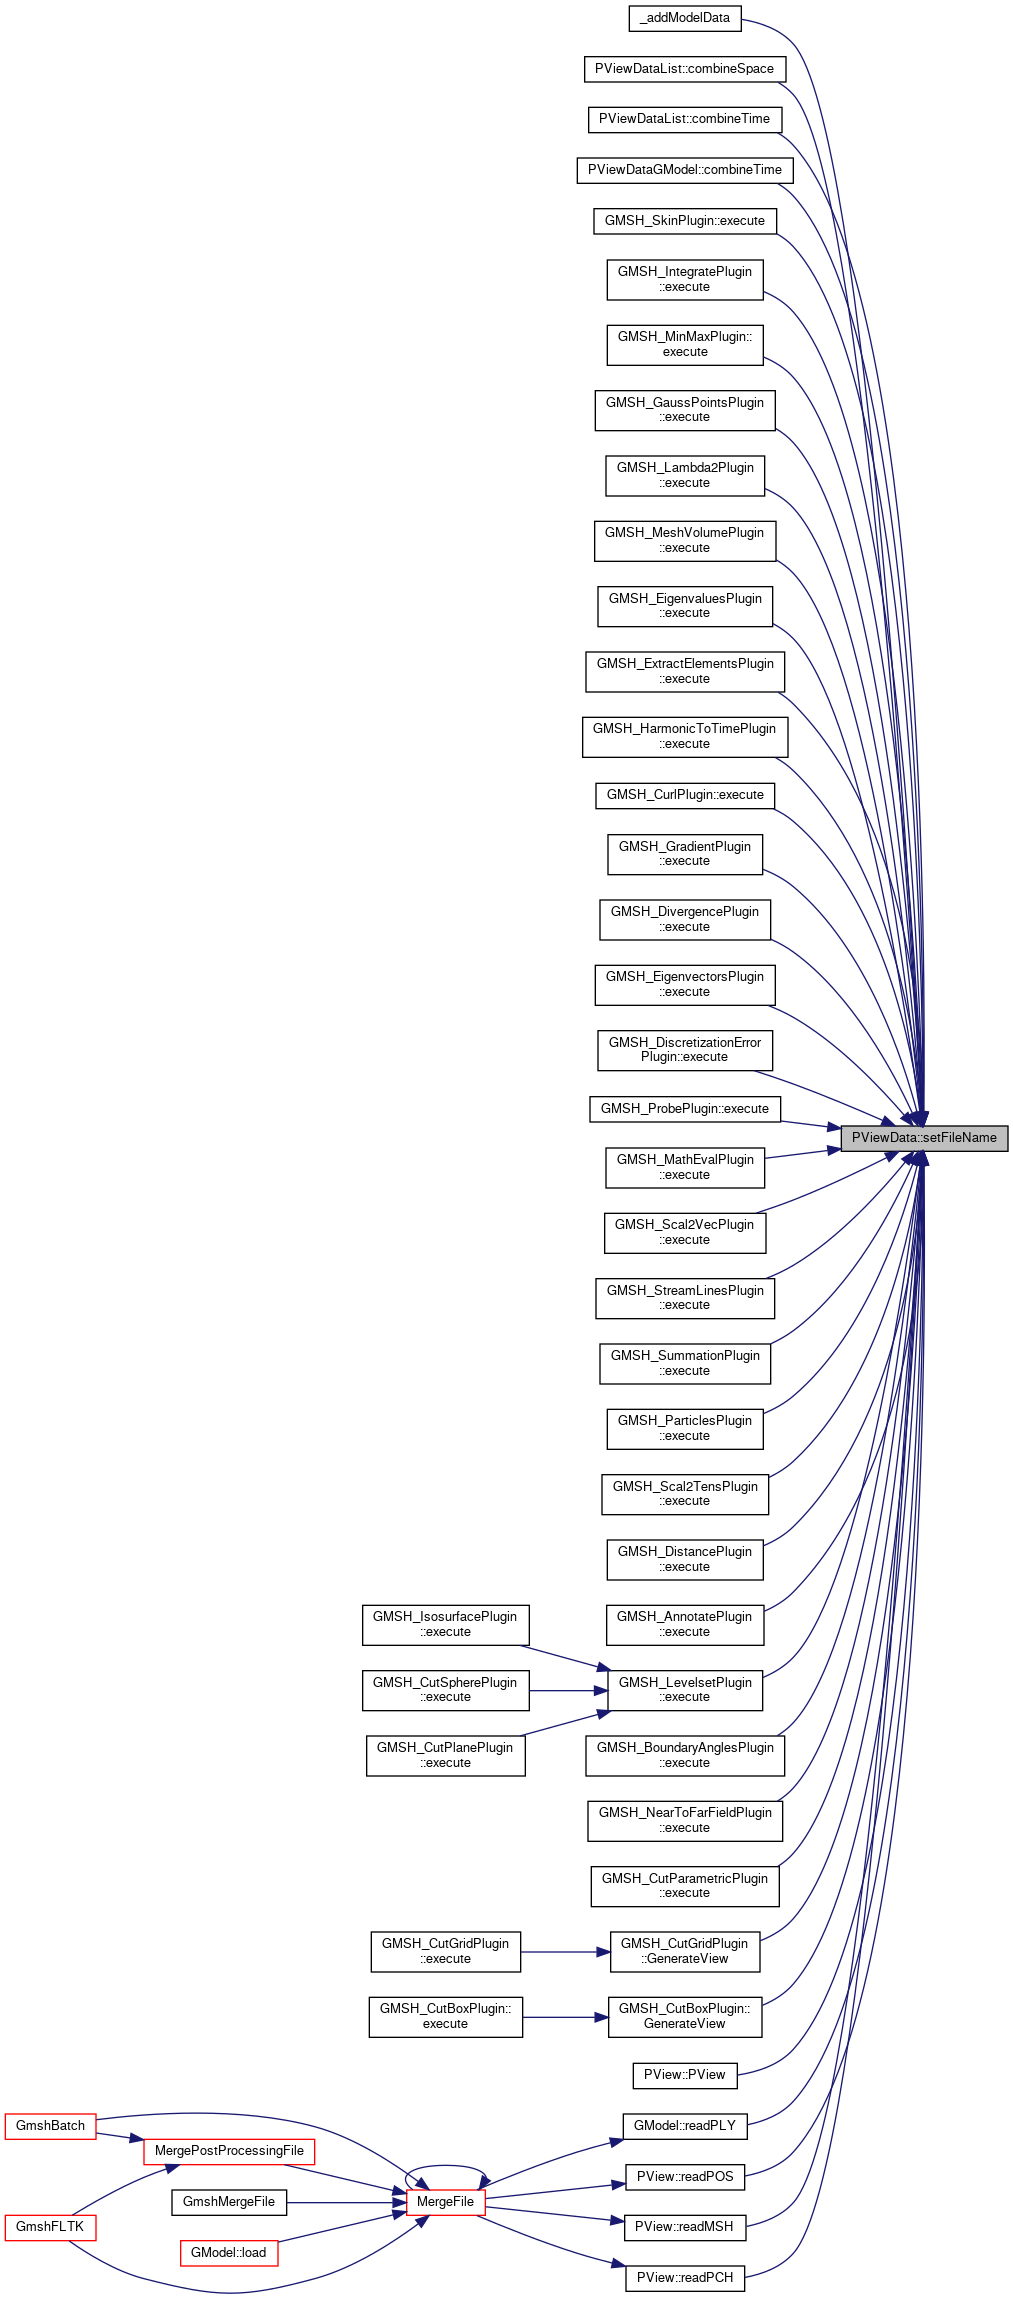 _addModelData
PViewDataList::combineSpace
PViewDataList::combineTime
PViewDataGModel::combineTime
GMSH_SkinPlugin::execute
GMSH_IntegratePlugin
::execute
GMSH_MinMaxPlugin::
execute
GMSH_GaussPointsPlugin
::execute
GMSH_Lambda2Plugin
::execute
GMSH_MeshVolumePlugin
::execute
GMSH_EigenvaluesPlugin
::execute
GMSH_ExtractElementsPlugin
::execute
GMSH_HarmonicToTimePlugin
::execute
GMSH_CurlPlugin::execute
GMSH_GradientPlugin
::execute
GMSH_DivergencePlugin
::execute
GMSH_EigenvectorsPlugin
::execute
GMSH_DiscretizationError
Plugin::execute
GMSH_ProbePlugin::execute
PViewData::setFileName
GMSH_MathEvalPlugin
::execute
GMSH_Scal2VecPlugin
::execute
GMSH_StreamLinesPlugin
::execute
GMSH_SummationPlugin
::execute
GMSH_ParticlesPlugin
::execute
GMSH_Scal2TensPlugin
::execute
GMSH_DistancePlugin
::execute
GMSH_IsosurfacePlugin
::execute
GMSH_AnnotatePlugin
::execute
GMSH_CutSpherePlugin
::execute
GMSH_LevelsetPlugin
::execute
GMSH_CutPlanePlugin
::execute
GMSH_BoundaryAnglesPlugin
::execute
GMSH_NearToFarFieldPlugin
::execute
GMSH_CutParametricPlugin
::execute
GMSH_CutGridPlugin
::execute
GMSH_CutGridPlugin
::GenerateView
GMSH_CutBoxPlugin::
execute
GMSH_CutBoxPlugin::
GenerateView
PView::PView
GmshBatch
GModel::readPLY
MergePostProcessingFile
PView::readPOS
GmshMergeFile
MergeFile
GmshFLTK
PView::readMSH
GModel::load
PView::readPCH